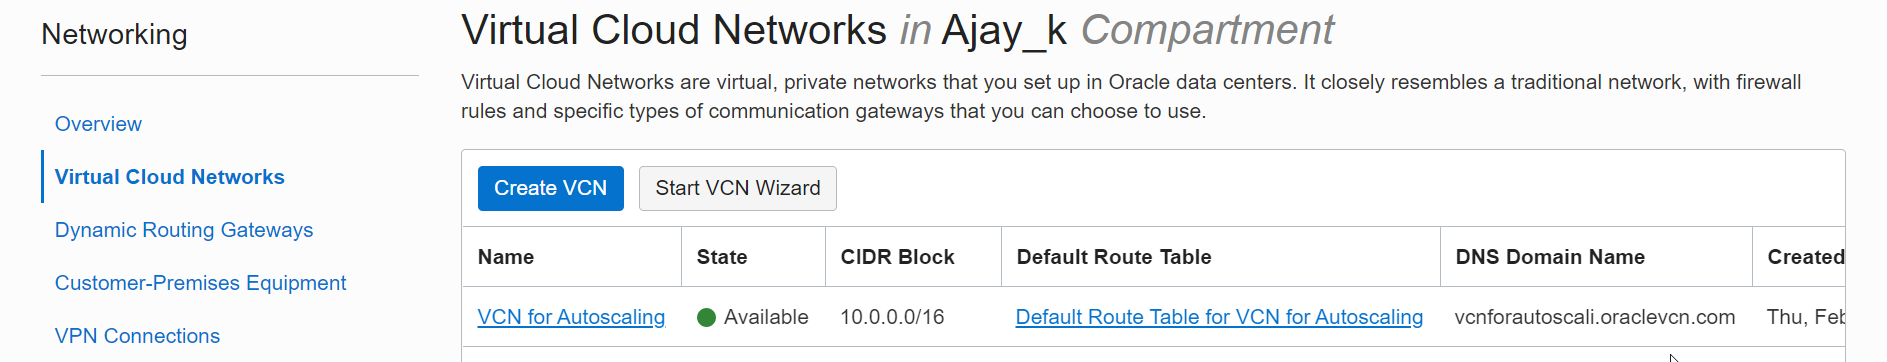 Networking
Overview
Virtual Cloud Networks
Dynamic Routing Gateways
Customer-Premises Equipment
VPN Connections
Virtual Cloud Networks in Ajay_k Compartment
Virtual Cloud Networks are virtual, private networks that you set up in Oracle data centers. It closely resembles a traditional network, with firewall
rules and specific types of communication gateways that you can choose to use.
Create VCN Start VCN Wizard
Name State CIDR Block Default Route Table DNS Domain Name Created
VCN for Autoscaling Available 10.0.0.0/16 Default Route Table for VCN for Autoscaling vcnforautoscali.oraclevcn.com Thu, Feb